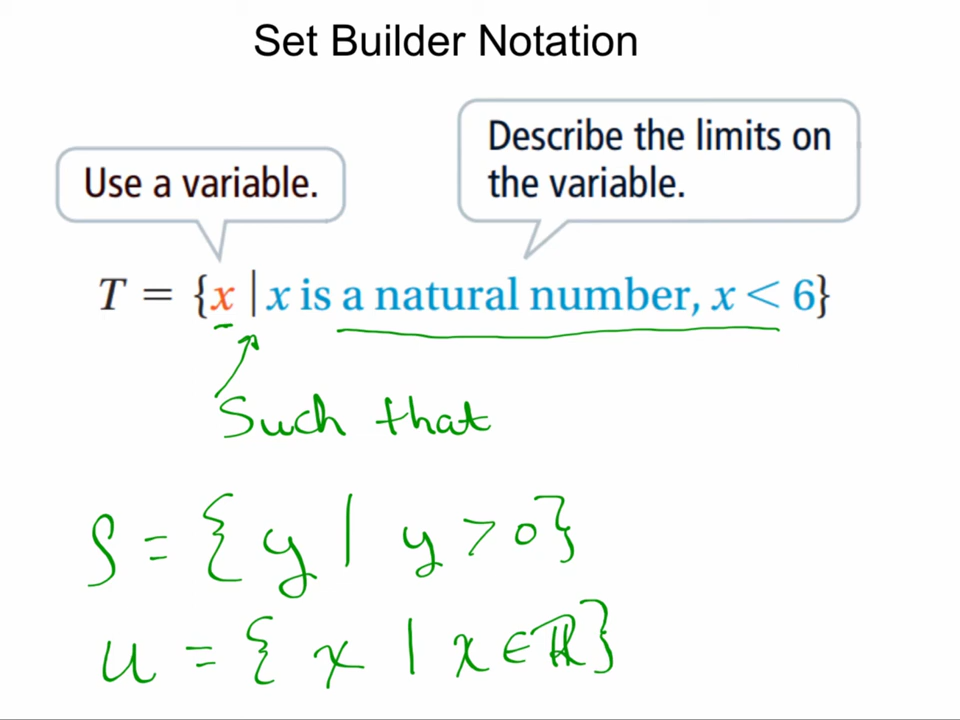 Set Builder Notation
Describe the limits on
the variable.
Use a variable.
T = {x | x is a natural number, x < 6}
Such that
S = { y | y > 0 }
U = { x | x ∈ ℝ }